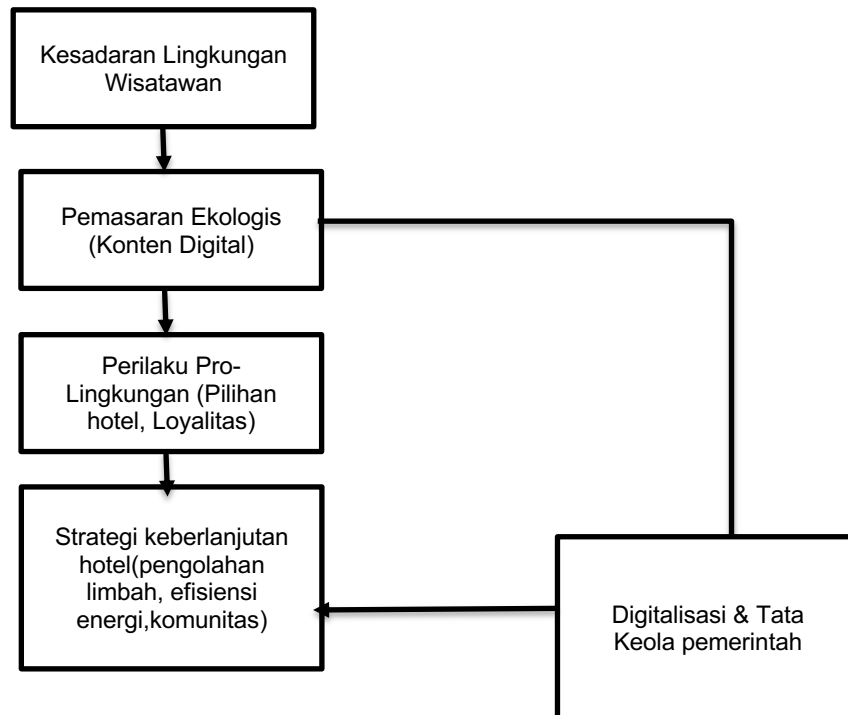 Kesadaran Lingkungan
Wisatawan
Pemasaran Ekologis
(Konten Digital)
Perilaku Pro-
Lingkungan (Pilihan
hotel, Loyalitas)
Strategi keberlanjutan
hotel(pengolahan
limbah, efisiensi
energi,komunitas)
Digitalisasi & Tata
Keola pemerintah